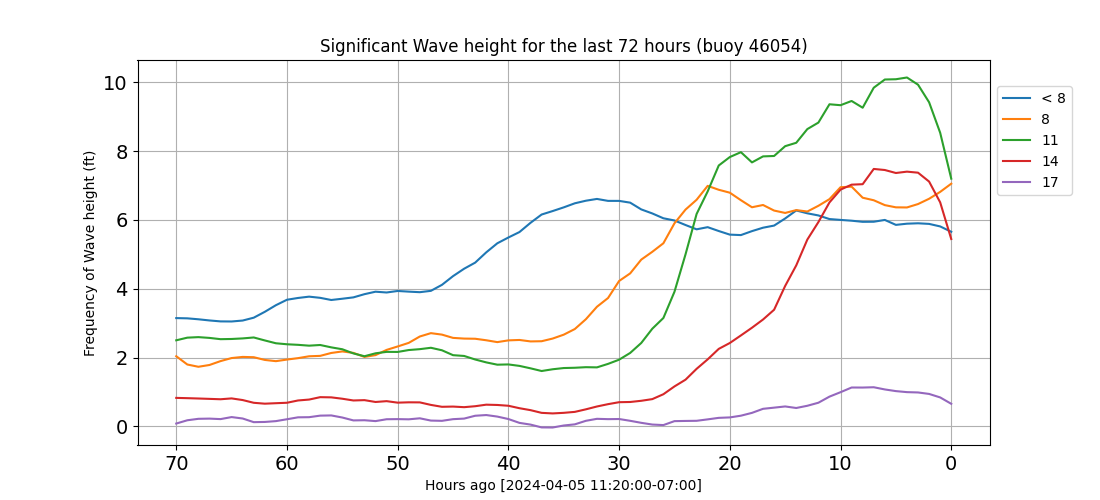 Significant Wave height for the last 72 hours (buoy 46054)
Frequency of Wave height (ft)
10
8
6
4
2
0
70 60 50 40 30 20 10 0
Hours ago [2024-04-05 11:20:00-07:00]
< 8
8
11
14
17